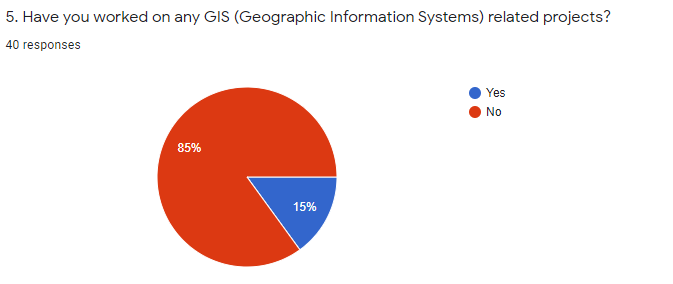 5. Have you worked on any GIS (Geographic Information Systems) related projects?
40 responses
Yes
No
85%
15%